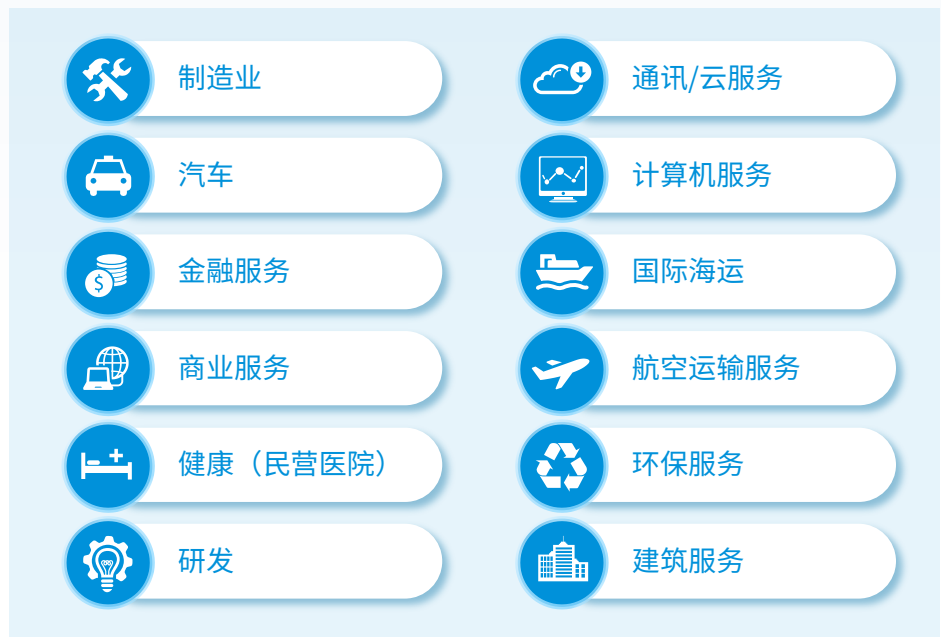 制造业
汽车
金融服务
商业服务
健康（民营医院）
研发
通讯/云服务
计算机服务
国际海运
航空运输服务
环保服务
建筑服务